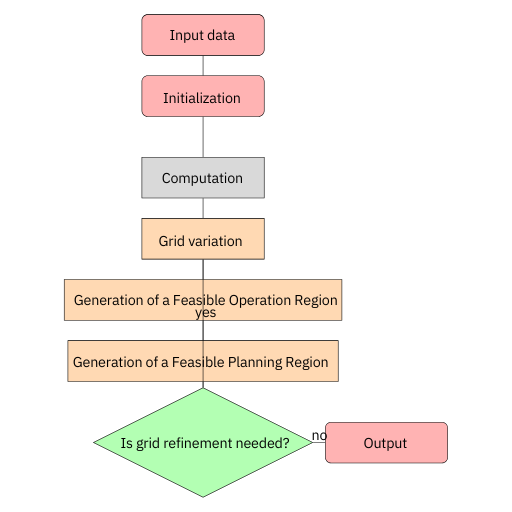 Input data
Initialization
Computation
Grid variation
Generation of a Feasible Operation Region
yes
Generation of a Feasible Planning Region
Is grid refinement needed?
no
Output